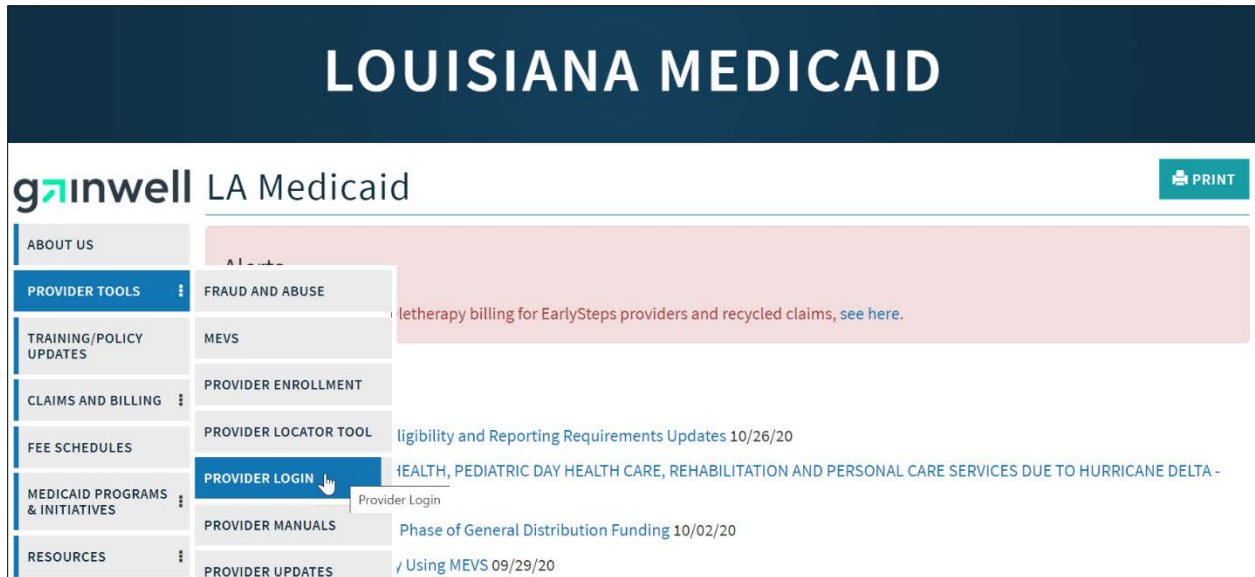 LOUISIANA MEDICAID
gainwell LA Medicaid
PRINT
ABOUT US
PROVIDER TOOLS
TRAINING/POLICY
UPDATES
CLAIMS AND BILLING
FEE SCHEDULES
MEDICAID PROGRAMS
& INITIATIVES
RESOURCES
FRAUD AND ABUSE
MEVS
PROVIDER ENROLLMENT
PROVIDER LOCATOR TOOL
PROVIDER LOGIN
Provider Login
PROVIDER MANUALS
PROVIDER UPDATES
Alerts
billing for EarlySteps providers and recycled claims, see here.
and Reporting Requirements Updates 10/26/20
PEDIATRIC DAY HEALTH CARE, REHABILITATION AND PERSONAL CARE SERVICES DUE TO HURRICANE DELTA -
Phase of General Distribution Funding 10/02/20
Using MEVS 09/29/20